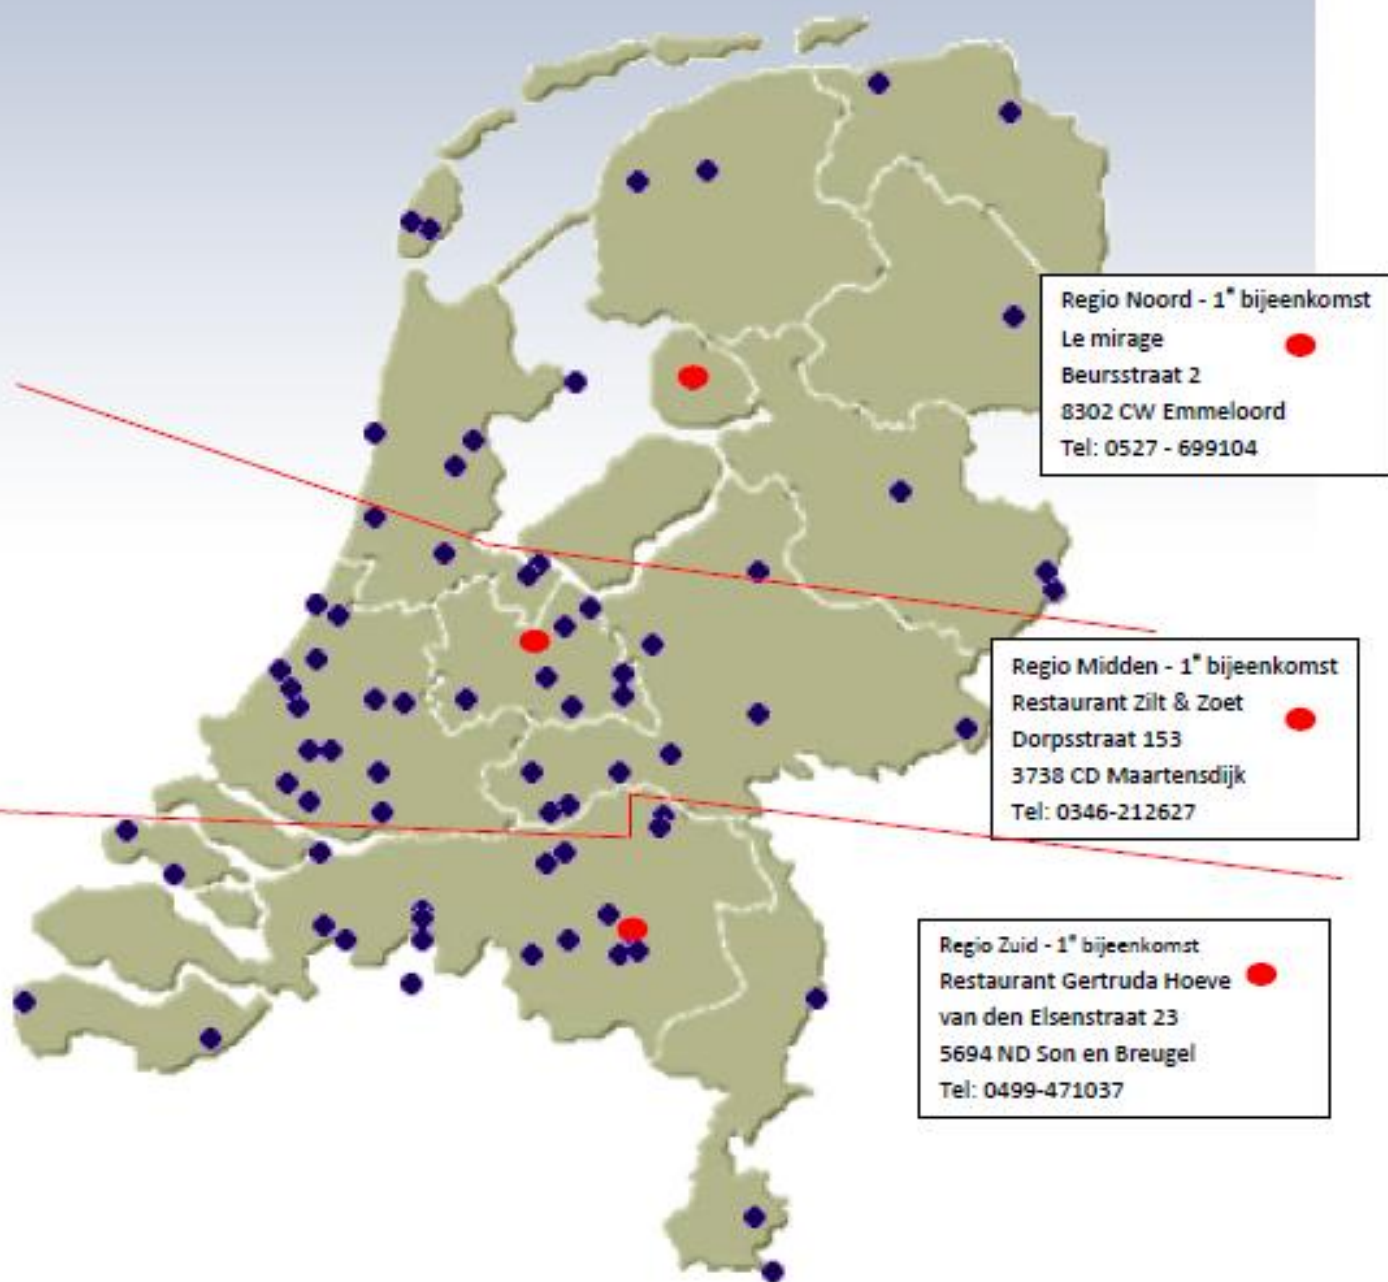 Regio Noord - 1e bijeenkomst
Le mirage
Beursstraat 2
8302 CW Emmeloord
Tel: 0527 - 699104
Regio Midden - 1e bijeenkomst
Restaurant Zilt & Zoet
Dorpsstraat 153
3738 CD Maartensdijk
Tel: 0346-212627
Regio Zuid - 1e bijeenkomst
Restaurant Gertruda Hoeve
van den Elsenstraat 23
5694 ND Son en Breugel
Tel: 0499-471037